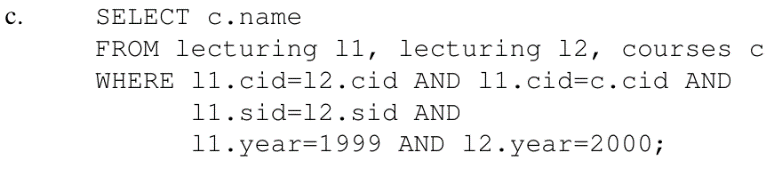 c. SELECT c.name
FROM lecturing l1, lecturing l2, courses c
WHERE l1.cid=l2.cid AND l1.cid=c.cid AND
l1.sid=l2.sid AND
l1.year=1999 AND l2.year=2000;